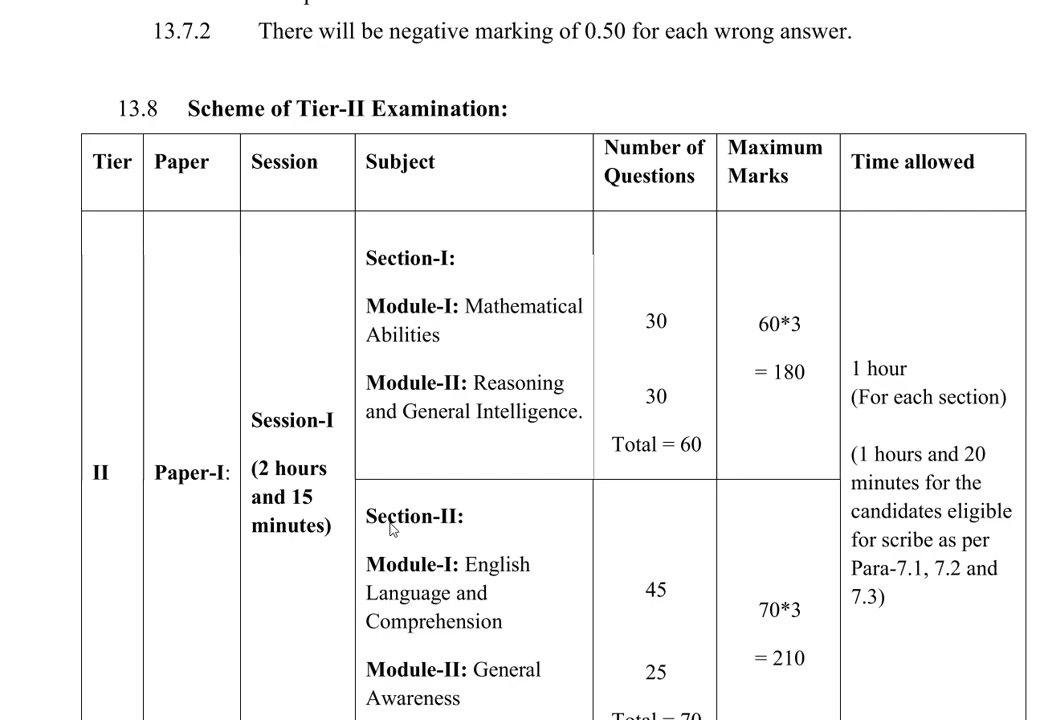 13.7.2 There will be negative marking of 0.50 for each wrong answer.
13.8 Scheme of Tier-II Examination:
Tier
Paper
Session
Subject
Number of
Questions
Maximum
Marks
Time allowed
II
Paper-I:
Session-I
(2 hours
and 15
minutes)
Section-I:
Module-I: Mathematical
Abilities
Module-II: Reasoning
and General Intelligence.
30
30
Total = 60
60*3
= 180
1 hour
(For each section)
(1 hours and 20
minutes for the
candidates eligible
for scribe as per
Para-7.1, 7.2 and
7.3)
Section-II:
Module-I: English
Language and
Comprehension
Module-II: General
Awareness
45
25
Total = 70
70*3
= 210